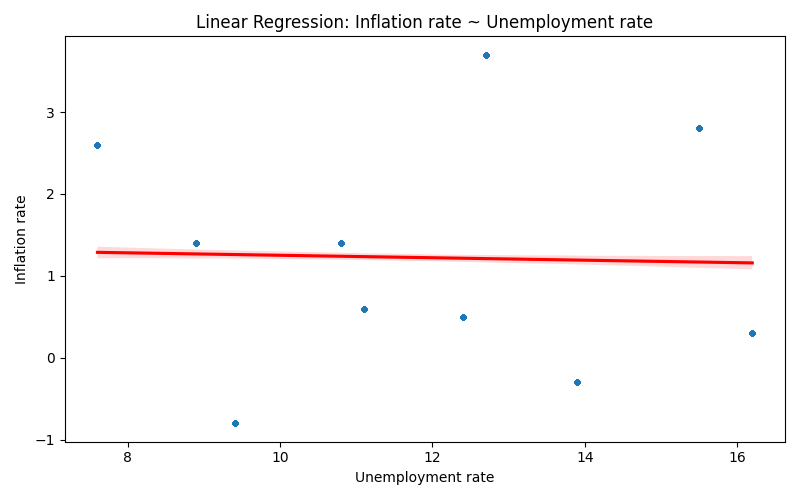 Linear Regression: Inflation rate ~ Unemployment rate
Inflation rate
3
2
1
0
−1
8 10 12 14 16
Unemployment rate